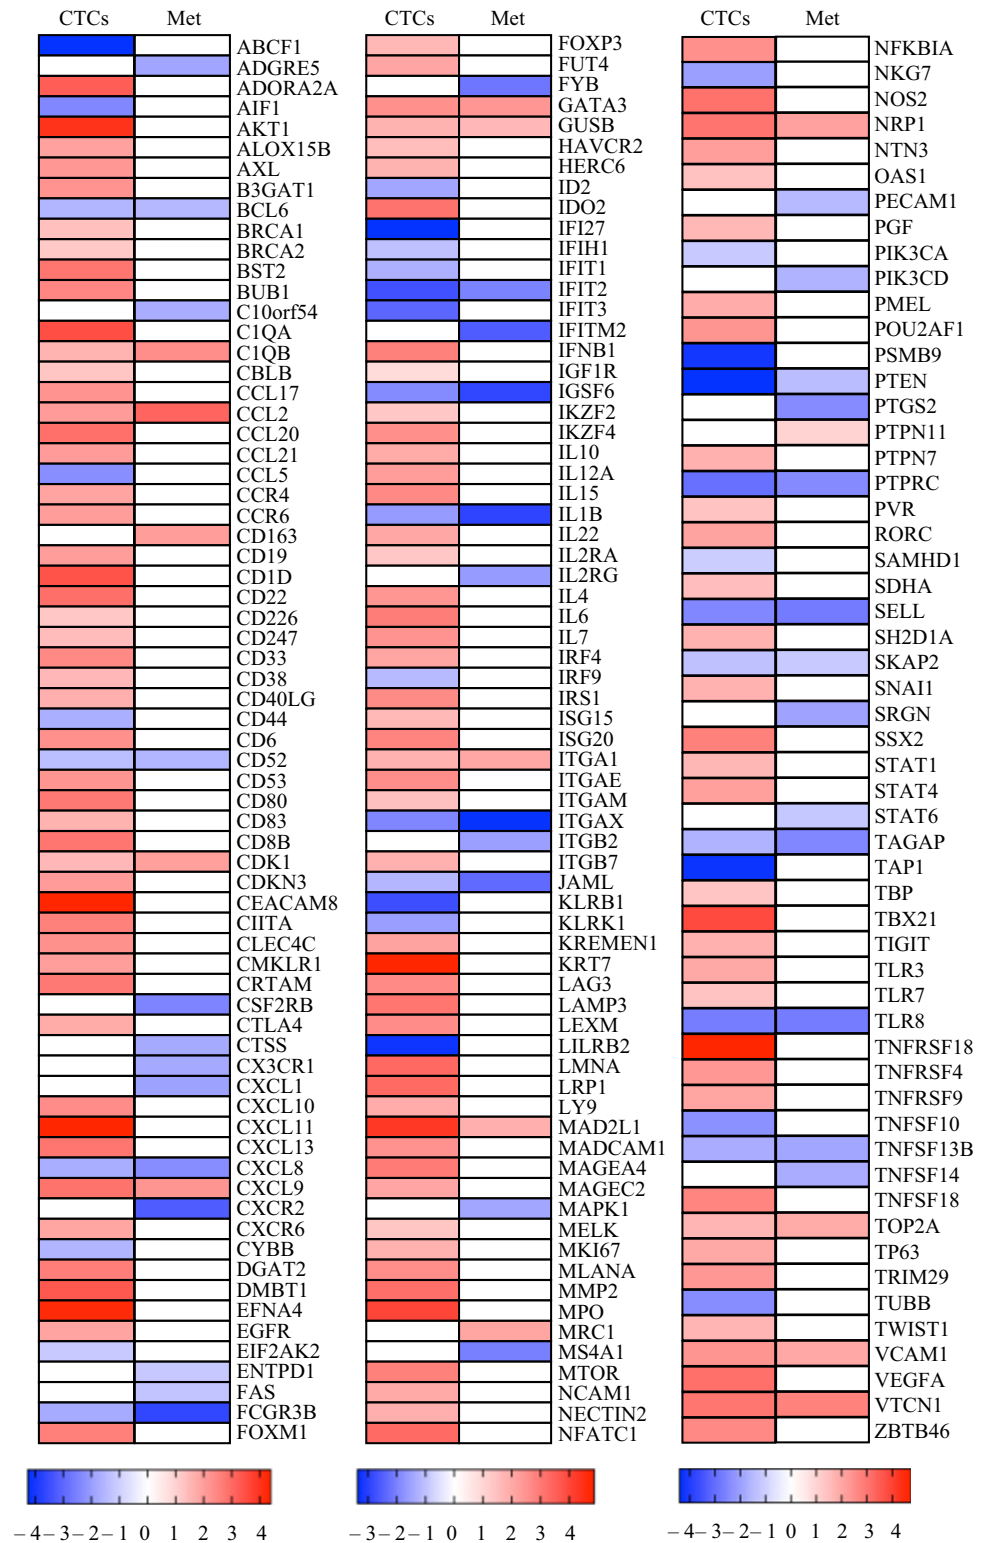 CTCs Met
ABCF1
ADGRE5
ADORA2A
AIF1
AKT1
ALOX15B
AXL
B3GAT1
BCL6
BRCA1
BRCA2
BST2
BUB1
C10orf54
C1QA
C1QB
CBLB
CCL17
CCL2
CCL20
CCL21
CCL5
CCR4
CCR6
CD163
CD19
CD1D
CD22
CD226
CD247
CD33
CD38
CD40LG
CD44
CD6
CD52
CD53
CD80
CD83
CD8B
CDK1
CDKN3
CEACAM8
CIITA
CLEC4C
CMKLR1
CRTAM
CSF2RB
CTLA4
CTSS
CX3CR1
CXCL1
CXCL10
CXCL11
CXCL13
CXCL8
CXCL9
CXCR2
CXCR6
CYBB
DGAT2
DMBT1
EFNA4
EGFR
EIF2AK2
ENTPD1
FAS
FCGR3B
FOXM1
–4–3–2–1 0 1 2 3 4
CTCs Met
FOXP3
FUT4
FYB
GATA3
GUSB
HAVCR2
HERC6
ID2
IDO2
IFI27
IFIH1
IFIT1
IFIT2
IFIT3
IFITM2
IFNB1
IGF1R
IGSF6
IKZF2
IKZF4
IL10
IL12A
IL15
IL1B
IL22
IL2RA
IL2RG
IL4
IL6
IL7
IRF4
IRF9
IRS1
ISG15
ISG20
ITGA1
ITGAE
ITGAM
ITGAX
ITGB2
ITGB7
JAML
KLRB1
KLRK1
KREMEN1
KRT7
LAG3
LAMP3
LEXM
LILRB2
LMNA
LRP1
LY9
MAD2L1
MADCAM1
MAGEA4
MAGEC2
MAPK1
MELK
MKI67
MLANA
MMP2
MPO
MRC1
MS4A1
MTOR
NCAM1
NECTIN2
NFATC1
–3–2–1 0 1 2 3 4
CTCs Met
NFKBIA
NKG7
NOS2
NRP1
NTN3
OAS1
PECAM1
PGF
PIK3CA
PIK3CD
PMEL
POU2AF1
PSMB9
PTEN
PTGS2
PTPN11
PTPN7
PTPRC
PVR
RORC
SAMHD1
SDHA
SELL
SH2D1A
SKAP2
SNAI1
SRGN
SSX2
STAT1
STAT4
STAT6
TAGAP
TAP1
TBP
TBX21
TIGIT
TLR3
TLR7
TLR8
TNFRSF18
TNFRSF4
TNFRSF9
TNFSF10
TNFSF13B
TNFSF14
TNFSF18
TOP2A
TP63
TRIM29
TUBB
TWIST1
VCAM1
VEGFA
VTCN1
ZBTB46
–4–3–2–1 0 1 2 3 4